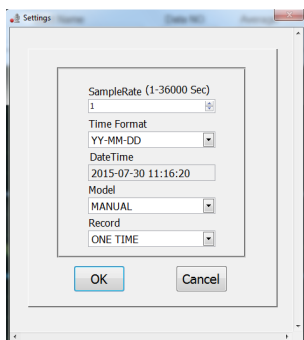 Settings
SampleRate (1-36000 Sec)
1
Time Format
YY-MM-DD
DateTime
2015-07-30 11:16:20
Model
MANUAL
Record
ONE TIME
OK Cancel